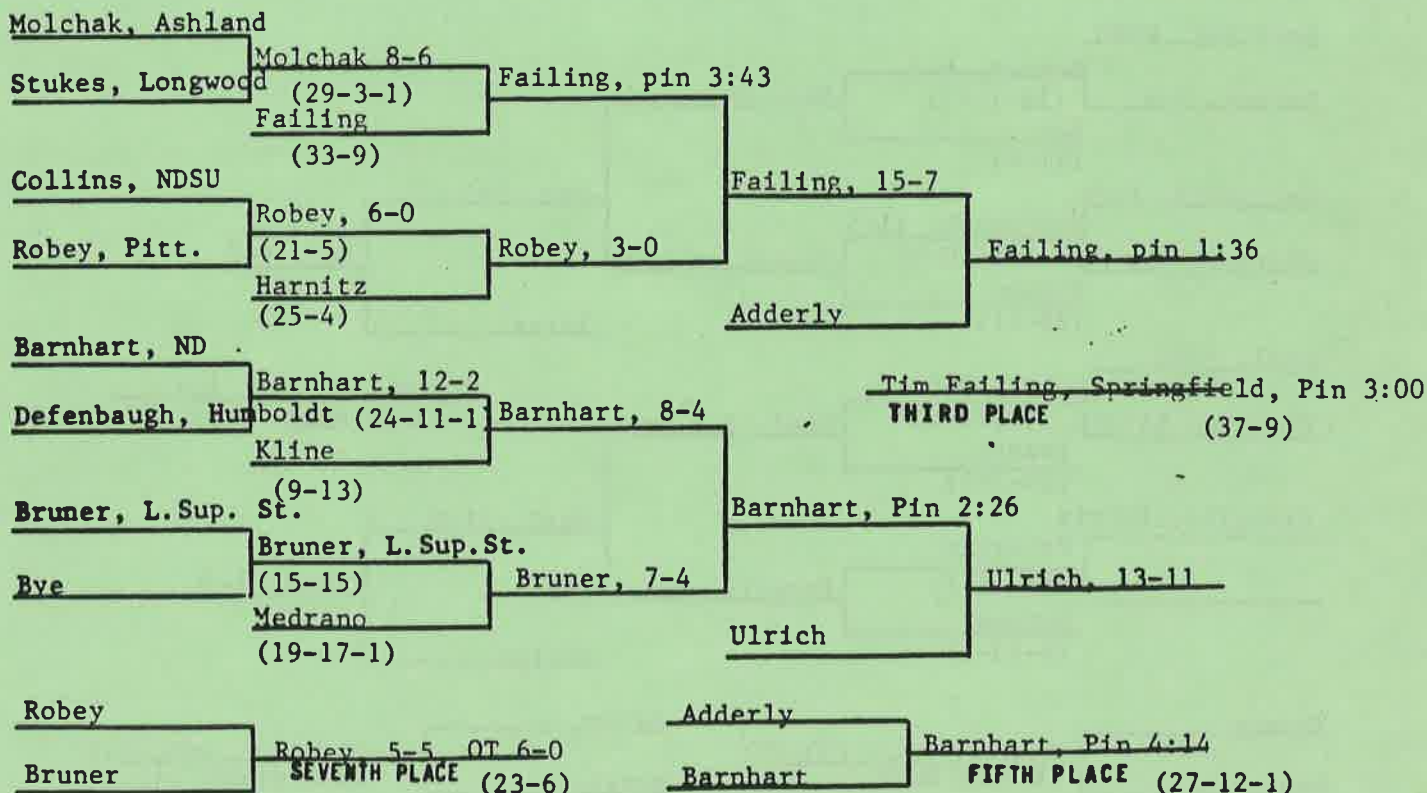 Molchak, Ashland
Molchak 8-6
Stukes, Longwood
(29-3-1)
Failing, pin 3:43
Failing
(33-9)
Collins, NDSU
Failing, 15-7
Robey, 6-0
Robey, Pitt.
(21-5)
Robey, 3-0
Failing, pin 1:36
Harnitz
(25-4)
Adderly
Barnhart, ND
Barnhart, 12-2
Tim Failing, Springfield, Pin 3:00
Defenbaugh, Humboldt
(24-11-1)
Barnhart, 8-4
THIRD PLACE
(37-9)
Kline
(9-13)
Bruner, L.Sup. St.
Barnhart, Pin 2:26
Bruner, L.Sup.St.
Bye
(15-15)
Bruner, 7-4
Ulrich, 13-11
Medrano
(19-17-1)
Ulrich
Robey
Adderly
Robey, 5-5, OT 6-0
Barnhart, Pin 4:14
Bruner
SEVENTH PLACE
(23-6)
Barnhart
FIFTH PLACE
(27-12-1)